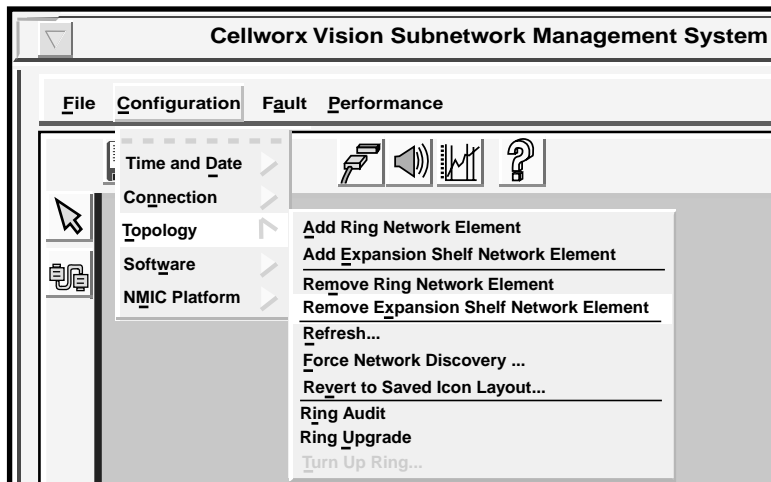 Cellworx Vision Subnetwork Management System
File Configuration Fault Performance
Time and Date
Connection
Topology
Software
NMIC Platform
Add Ring Network Element
Add Expansion Shelf Network Element
Remove Ring Network Element
Remove Expansion Shelf Network Element
Refresh...
Force Network Discovery ...
Revert to Saved Icon Layout...
Ring Audit
Ring Upgrade
Turn Up Ring...